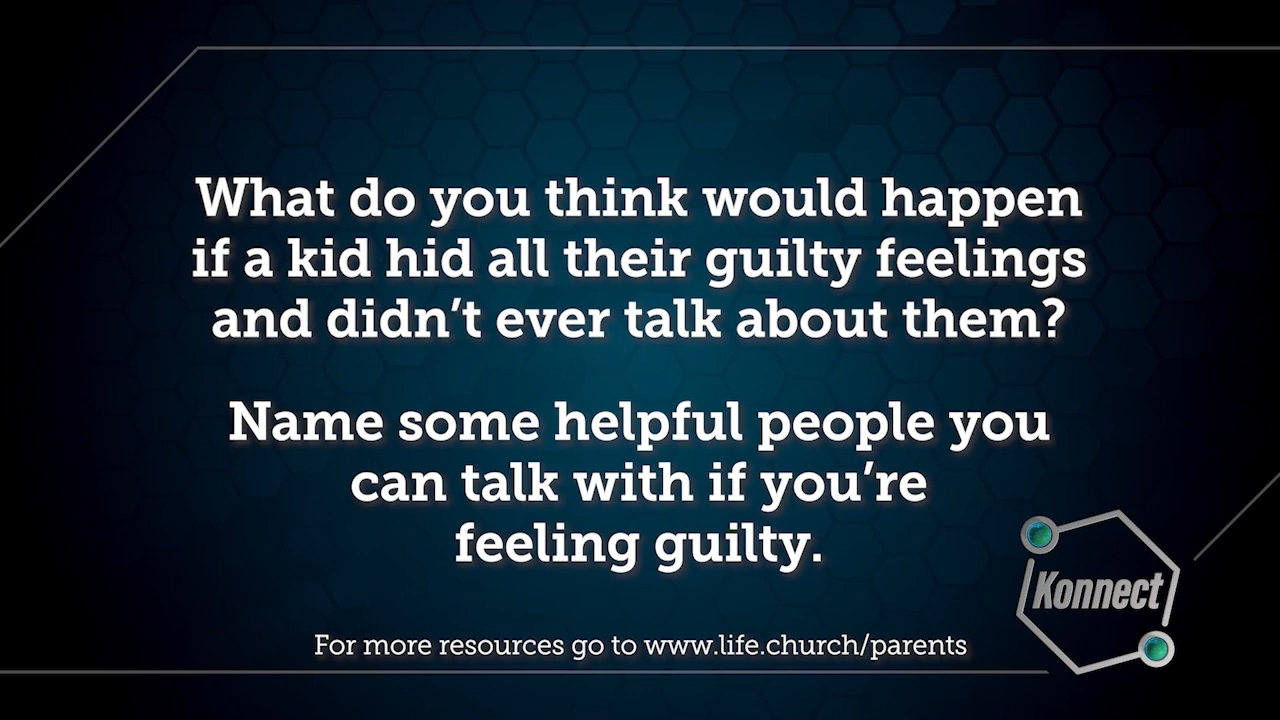 What do you think would happen
if a kid hid all their guilty feelings
and didn’t ever talk about them?
Name some helpful people you
can talk with if you’re
feeling guilty.
Konnect
For more resources go to www.life.church/parents